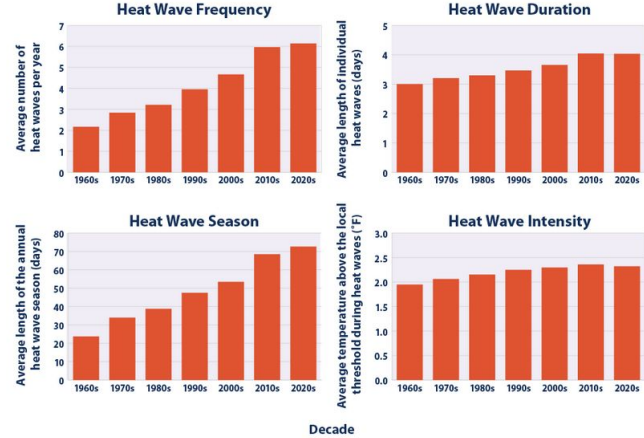 Heat Wave Frequency
Average number of
heat waves per year
7
6
5
4
3
2
1
0
1960s 1970s 1980s 1990s 2000s 2010s 2020s
Heat Wave Duration
Average length of individual
heat waves (days)
5
4
3
2
1
0
1960s 1970s 1980s 1990s 2000s 2010s 2020s
Heat Wave Season
Average length of the annual
heat wave season (days)
80
70
60
50
40
30
20
10
0
1960s 1970s 1980s 1990s 2000s 2010s 2020s
Heat Wave Intensity
Average temperature above the local
threshold during heat waves (°F)
3.0
2.5
2.0
1.5
1.0
0.5
0.0
1960s 1970s 1980s 1990s 2000s 2010s 2020s
Decade